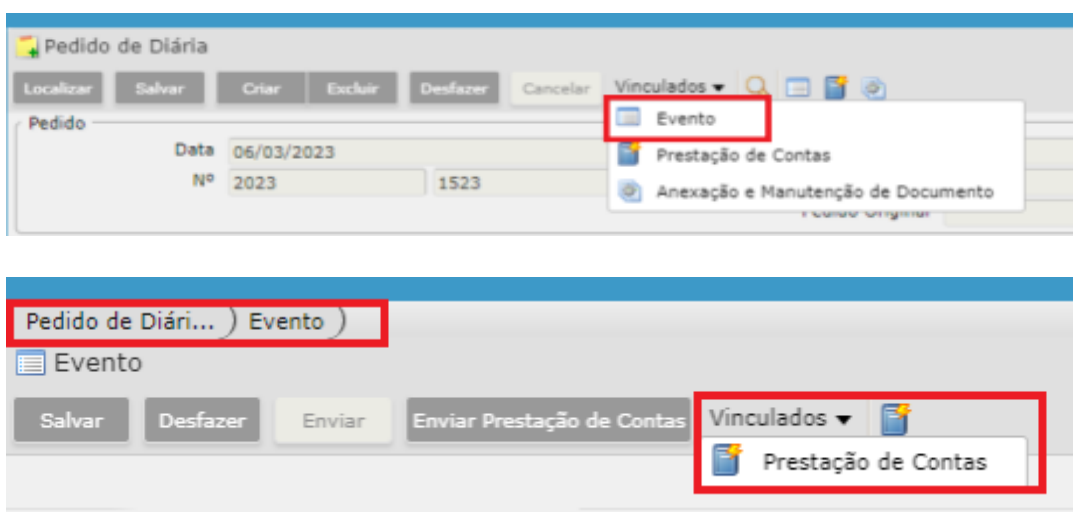 Pedido de Diária
Localizar Salvar Criar Excluir Desfazer Cancelar Vinculados
Evento
Pedido
Data 06/03/2023
Prestação de Contas
Nº 2023 1523
Anexação e Manutenção de Documento
Pedido Original
Pedido de Diári... Evento
Evento
Salvar Desfazer Enviar Enviar Prestação de Contas Vinculados
Prestação de Contas